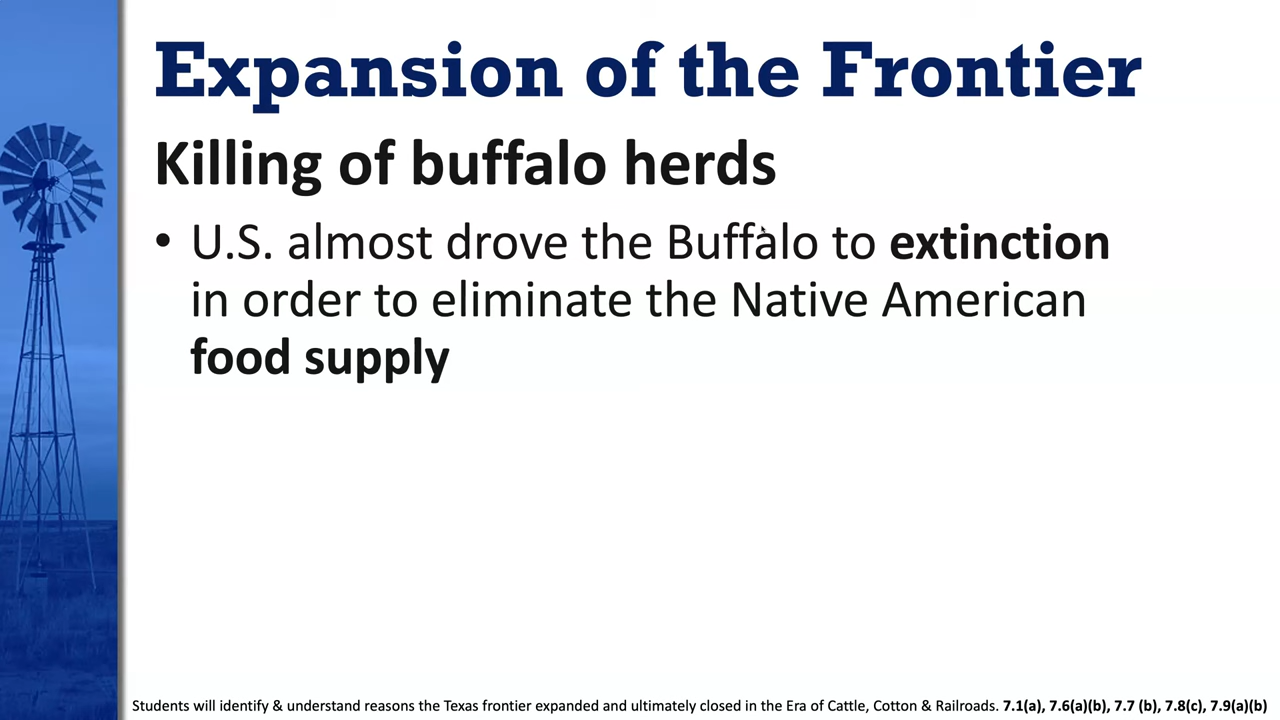 Expansion of the Frontier
Killing of buffalo herds
• U.S. almost drove the Buffalo to extinction
in order to eliminate the Native American
food supply
Students will identify & understand reasons the Texas frontier expanded and ultimately closed in the Era of Cattle, Cotton & Railroads. 7.1(a), 7.6(a)(b), 7.7 (b), 7.8(c), 7.9(a)(b)